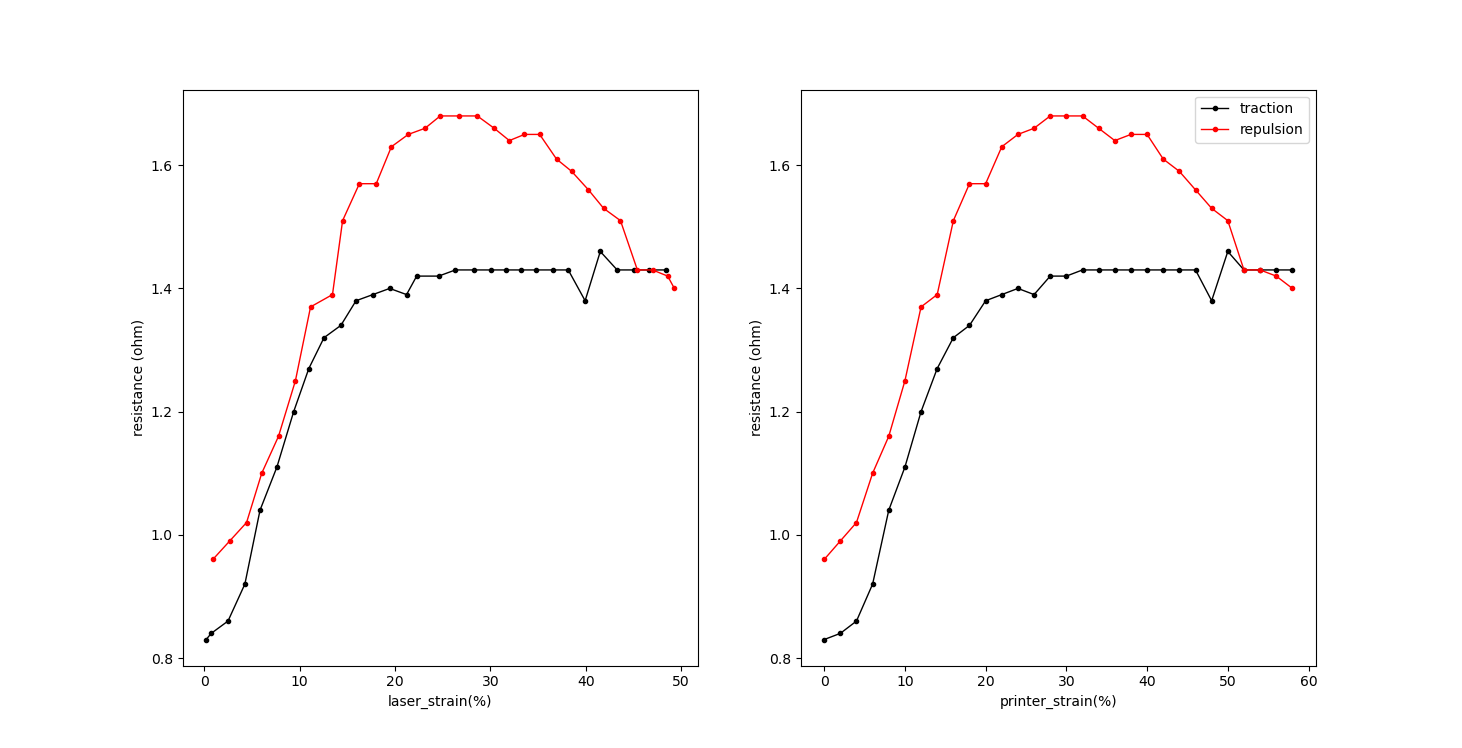 resistance (ohm)
1.6
1.4
1.2
1.0
0.8
0 10 20 30 40 50
laser_strain(%)
traction
repulsion
resistance (ohm)
1.6
1.4
1.2
1.0
0.8
0 10 20 30 40 50 60
printer_strain(%)